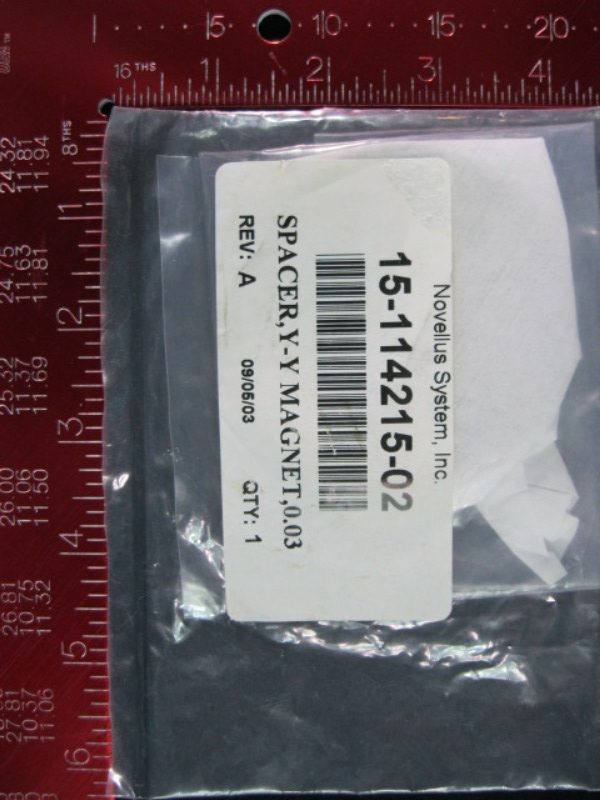 5 10 15 20
16THS 1 2 3 4
8THS
1
2
3
4
5
6
24.32 11.81 11.94
24.75 11.63 11.81
25.32 11.37 11.69
26.00 11.06 11.50
26.81 10.75 11.32
27.81 10.37 11.06
Novellus System, Inc.
15-114215-02
SPACER,Y-Y MAGNET,0.03
REV: A 09/05/03 QTY: 1